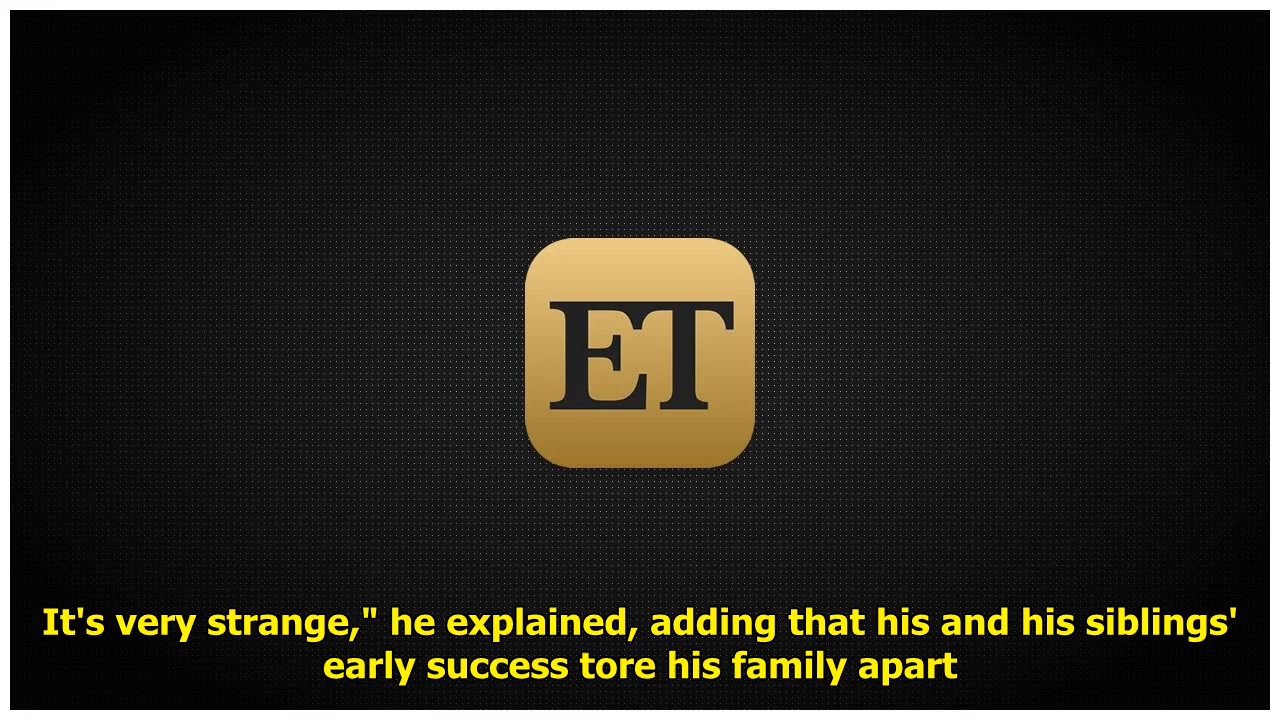 ET
It's very strange," he explained, adding that his and his siblings'
early success tore his family apart